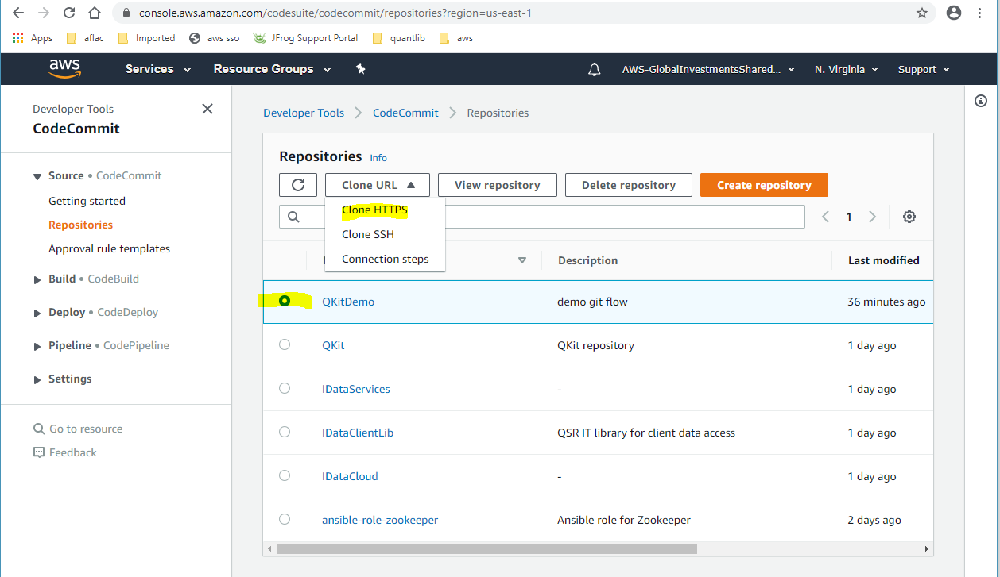 console.aws.amazon.com/codesuite/codecommit/repositories?region=us-east-1
Apps aflac Imported aws sso JFrog Support Portal quantlib aws
aws Services Resource Groups AWS-GlobalInvestmentsShared... N. Virginia Support
Developer Tools
CodeCommit
Source • CodeCommit
Getting started
Repositories
Approval rule templates
Build • CodeBuild
Deploy • CodeDeploy
Pipeline • CodePipeline
Settings
Go to resource
Feedback
Developer Tools CodeCommit Repositories
Repositories Info
Clone URL View repository Delete repository Create repository
Clone HTTPS
Clone SSH
Connection steps
1
Description Last modified
QKitDemo demo git flow 36 minutes ago
QKit QKit repository 1 day ago
IDataServices - 1 day ago
IDataClientLib QSR IT library for client data access 1 day ago
IDataCloud - 1 day ago
ansible-role-zookeeper Ansible role for Zookeeper 2 days ago